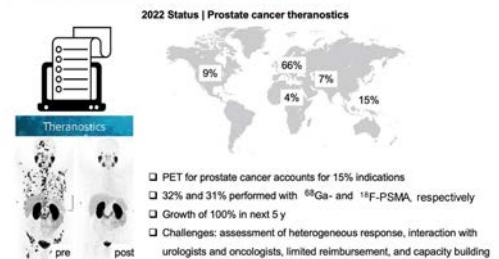 2022 Status | Prostate cancer theranostics
9%
66%
7%
4%
15%
Theranostics
pre
post
❑ PET for prostate cancer accounts for 15% indications
❑ 32% and 31% performed with ⁶⁸Ga- and ¹⁸F-PSMA, respectively
❑ Growth of 100% in next 5 y
❑ Challenges: assessment of heterogeneous response, interaction with
urologists and oncologists, limited reimbursement, and capacity building